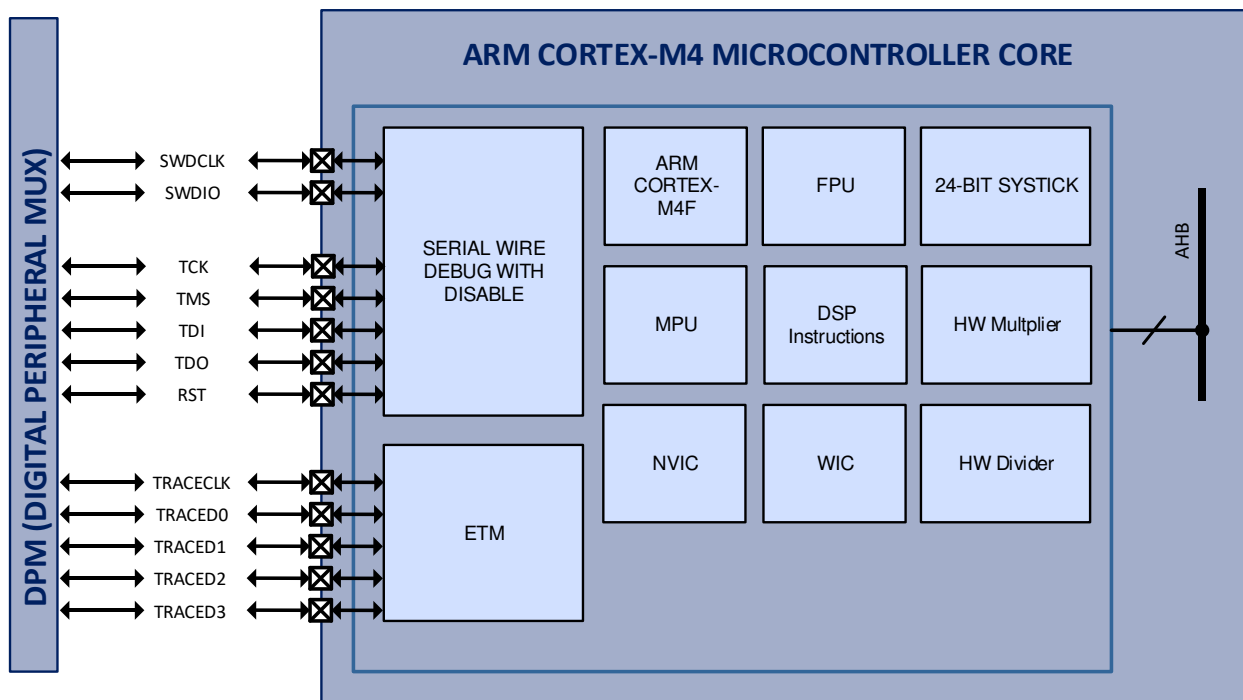 ARM CORTEX-M4 MICROCONTROLLER CORE
DPM (DIGITAL PERIPHERAL MUX)
SWDCLK
SWDIO
TCK
TMS
TDI
TDO
RST
TRACECLK
TRACED0
TRACED1
TRACED2
TRACED3
SERIAL WIRE
DEBUG WITH
DISABLE
ETM
ARM
CORTEX-
M4F
FPU
24-BIT SYSTICK
MPU
DSP
Instructions
HW Multplier
NVIC
WIC
HW Divider
AHB